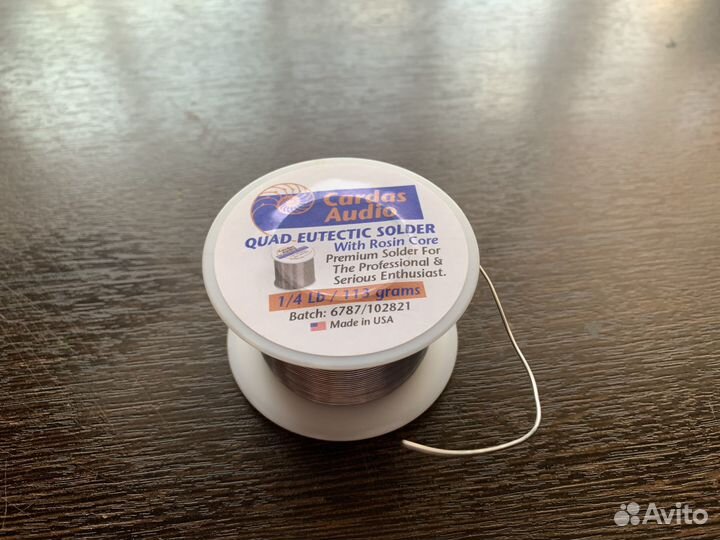 Cardas
Audio
QUAD EUTECTIC SOLDER
With Rosin Core
Premium Solder For
The Professional &
Serious Enthusiast.
1/4 Lb / 113 grams
Batch: 6787/102821
Made in USA
Avito